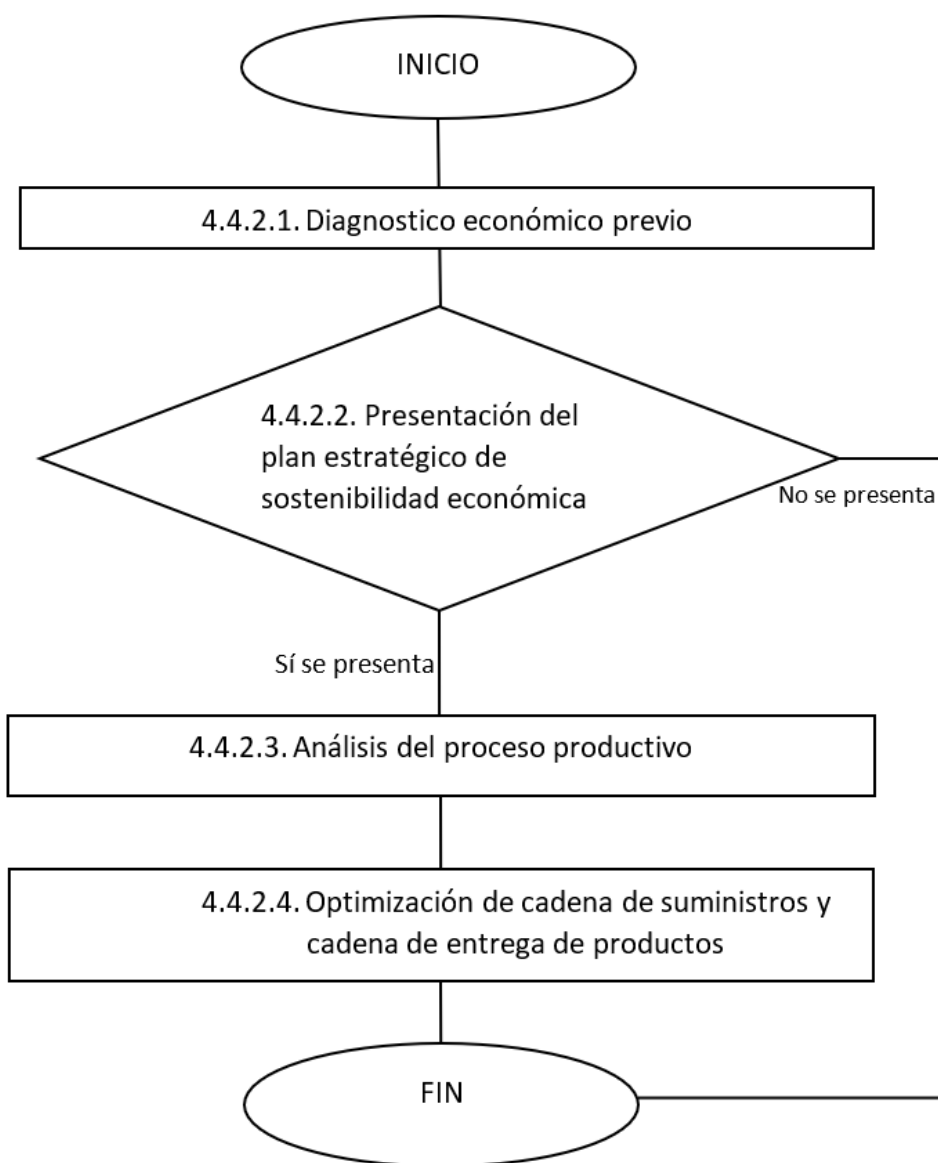 INICIO
4.4.2.1. Diagnostico económico previo
4.4.2.2. Presentación del
plan estratégico de
sostenibilidad económica
No se presenta
Sí se presenta
4.4.2.3. Análisis del proceso productivo
4.4.2.4. Optimización de cadena de suministros y
cadena de entrega de productos
FIN